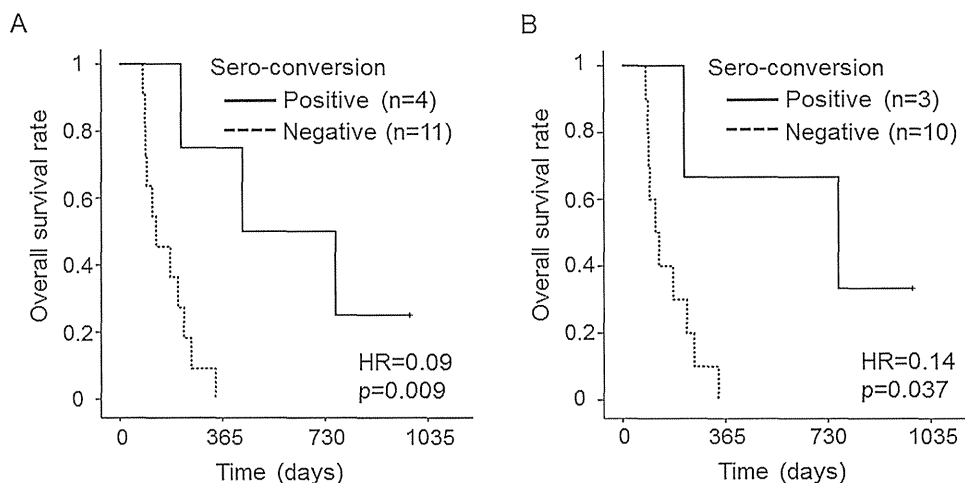 A
Overall survival rate
1
0.8
0.6
0.4
0.2
0
Sero-conversion
Positive (n=4)
Negative (n=11)
HR=0.09
p=0.009
0 365 730 1035
Time (days)
B
Overall survival rate
1
0.8
0.6
0.4
0.2
0
Sero-conversion
Positive (n=3)
Negative (n=10)
HR=0.14
p=0.037
0 365 730 1035
Time (days)